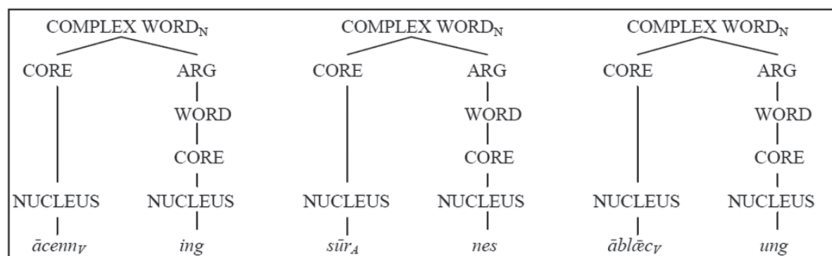 COMPLEX WORDN COMPLEX WORDN COMPLEX WORDN
CORE ARG CORE ARG CORE ARG
WORD WORD WORD
CORE CORE CORE
NUCLEUS NUCLEUS NUCLEUS NUCLEUS NUCLEUS NUCLEUS
ācennV ing sūrA nes āblǣcV ung